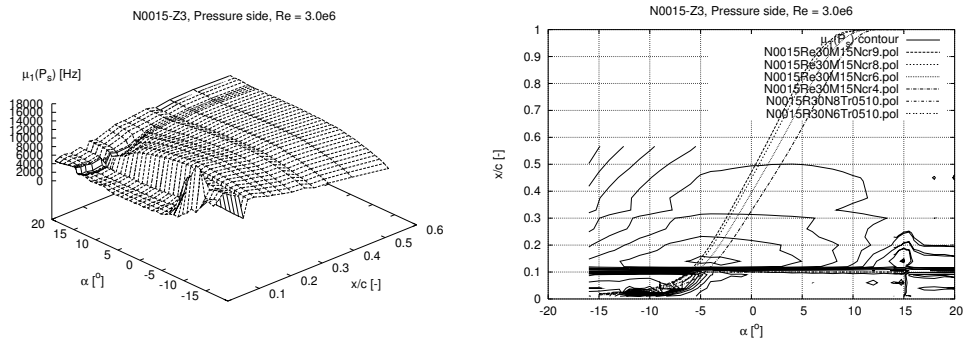 N0015-Z3, Pressure side, Re = 3.0e6
μ1(Ps) [Hz]
18000
16000
14000
12000
10000
8000
6000
4000
2000
0
20
15
10
5
0
-5
-10
-15
α [°]
0.1
0.2
0.3
0.4
0.5
0.6
x/c [-]
N0015-Z3, Pressure side, Re = 3.0e6
μ1(Ps) contour
N0015Re30M15Ncr9.pol
N0015Re30M15Ncr8.pol
N0015Re30M15Ncr6.pol
N0015Re30M15Ncr4.pol
N0015R30N8Tr0510.pol
N0015R30N6Tr0510.pol
1
0.9
0.8
0.7
0.6
0.5
0.4
0.3
0.2
0.1
0
x/c [-]
-20 -15 -10 -5 0 5 10 15 20
α [°]